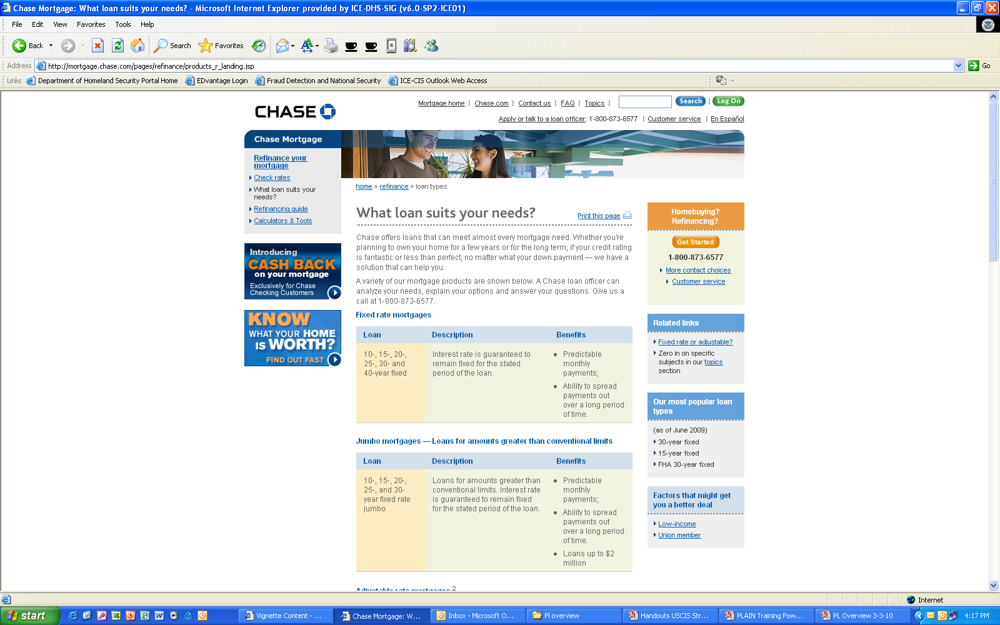 Chase Mortgage: What loan suits your needs? - Microsoft Internet Explorer provided by ICE-DHS-SIG (v6.0-SP2-ICE01)
File Edit View Favorites Tools Help
Back Search Favorites
Address http://mortgage.chase.com/pages/refinance/products_r_landing.jsp Go
Links Department of Homeland Security Portal Home EDvantage Login Fraud Detection and National Security ICE-CIS Outlook Web Access
CHASE
Mortgage home | Chase.com | Contact us | FAQ | Topics | Search | Log On
Apply or talk to a loan officer: 1-800-873-6577 | Customer service | En Español
Chase Mortgage
Refinance your
mortgage
Check rates
What loan suits your
needs?
Refinancing guide
Calculators & Tools
Introducing
CASH BACK
on your mortgage
Exclusively for Chase
Checking Customers
KNOW
WHAT YOUR HOME
IS WORTH?
FIND OUT FAST
home > refinance > loan types
What loan suits your needs?
Print this page
Chase offers loans that can meet almost every mortgage need. Whether you're
planning to own your home for a few years or for the long term; if your credit rating
is fantastic or less than perfect; no matter what your down payment — we have a
solution that can help you.
A variety of our mortgage products are shown below. A Chase loan officer can
analyze your needs, explain your options and answer your questions. Give us a
call at 1-800-873-6577.
Fixed rate mortgages
Loan Description Benefits
10-, 15-, 20-,
25-, 30- and
40-year fixed
Interest rate is guaranteed to
remain fixed for the stated
period of the loan.
• Predictable
monthly
payments;
• Ability to spread
payments out
over a long period
of time.
Jumbo mortgages — Loans for amounts greater than conventional limits
Loan Description Benefits
10-, 15-, 20-,
25-, and 30-
year fixed rate
jumbo
Loans for amounts greater than
conventional limits. Interest rate
is guaranteed to remain fixed
for the stated period of the loan.
• Predictable
monthly
payments;
• Ability to spread
payments out
over a long period
of time.
• Loans up to $2
million
Adjustable rate mortgages 2
Homebuying?
Refinancing?
Get Started
1-800-873-6577
More contact choices
Customer service
Related links
Fixed rate or adjustable?
Zero in on specific
subjects in our topics
section
Our most popular loan
types
(as of June 2009)
30-year fixed
15-year fixed
FHA 30-year fixed
Factors that might get
you a better deal
Low-income
Union member
Internet
start Vignette Content - ... Chase Mortgage: W... Inbox - Microsoft O... Pl overview Handouts USCIS Str... PLAIN Training Pow... PL Overview 3-3-10 4:17 PM